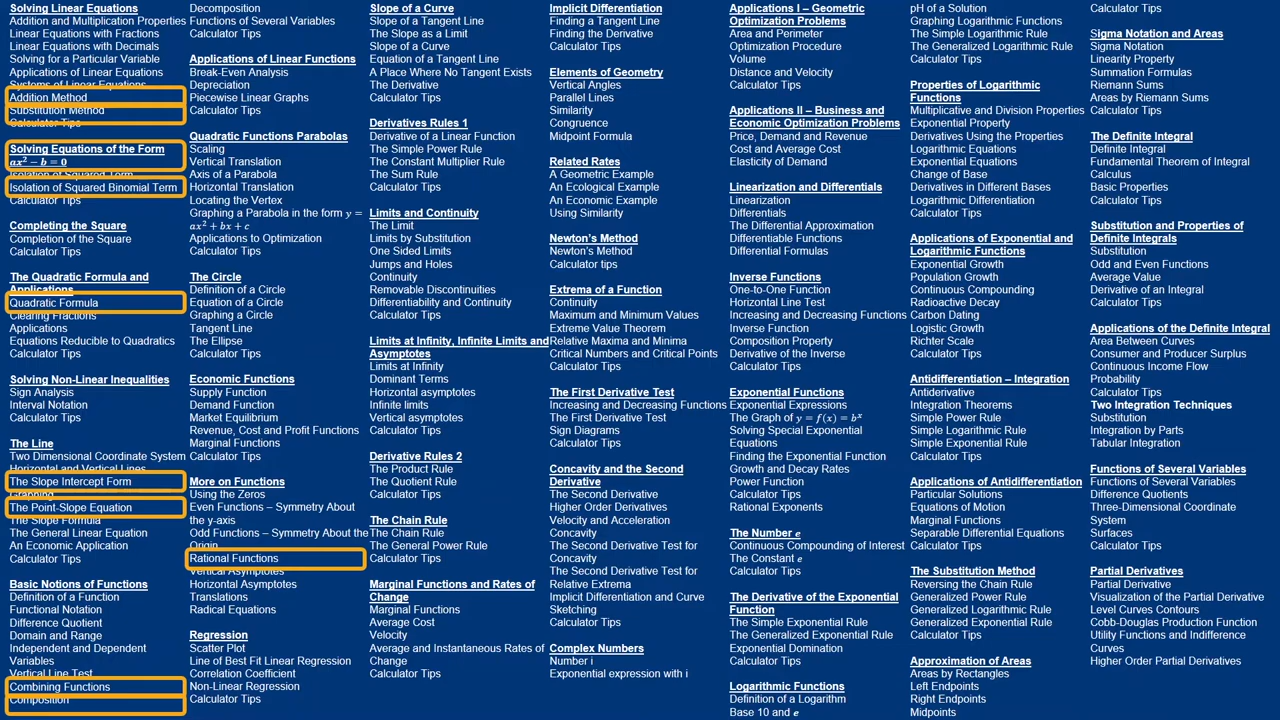 Solving Linear Equations
Addition and Multiplication Properties
Linear Equations with Fractions
Linear Equations with Decimals
Solving for a Particular Variable
Applications of Linear Equations
Systems of Linear Equations
Addition Method
Substitution Method
Calculator Tips
Solving Equations of the Form
ax² − b = 0
Isolation of Squared Term
Isolation of Squared Binomial Term
Calculator Tips
Completing the Square
Completion of the Square
Calculator Tips
The Quadratic Formula and
Applications
Quadratic Formula
Clearing Fractions
Applications
Equations Reducible to Quadratics
Calculator Tips
Solving Non-Linear Inequalities
Sign Analysis
Interval Notation
Calculator Tips
The Line
Two Dimensional Coordinate System
Horizontal and Vertical Lines
The Slope Intercept Form
Graphing
The Point-Slope Equation
The Slope Formula
The General Linear Equation
An Economic Application
Calculator Tips
Basic Notions of Functions
Definition of a Function
Functional Notation
Difference Quotient
Domain and Range
Independent and Dependent
Variables
Vertical Line Test
Combining Functions
Composition
Decomposition
Functions of Several Variables
Calculator Tips
Applications of Linear Functions
Break-Even Analysis
Depreciation
Piecewise Linear Graphs
Calculator Tips
Quadratic Functions Parabolas
Scaling
Vertical Translation
Axis of a Parabola
Horizontal Translation
Locating the Vertex
Graphing a Parabola in the form y =
ax² + bx + c
Applications to Optimization
Calculator Tips
The Circle
Definition of a Circle
Equation of a Circle
Graphing a Circle
Tangent Line
The Ellipse
Calculator Tips
Economic Functions
Supply Function
Demand Function
Market Equilibrium
Revenue, Cost and Profit Functions
Marginal Functions
Calculator Tips
More on Functions
Using the Zeros
Even Functions – Symmetry About
the y-axis
Odd Functions – Symmetry About the
Origin
Rational Functions
Vertical Asymptotes
Horizontal Asymptotes
Translations
Radical Equations
Regression
Scatter Plot
Line of Best Fit Linear Regression
Correlation Coefficient
Non-Linear Regression
Calculator Tips
Slope of a Curve
Slope of a Tangent Line
The Slope as a Limit
Slope of a Curve
Equation of a Tangent Line
A Place Where No Tangent Exists
The Derivative
Calculator Tips
Derivatives Rules 1
Derivative of a Linear Function
The Simple Power Rule
The Constant Multiplier Rule
The Sum Rule
Calculator Tips
Limits and Continuity
The Limit
Limits by Substitution
One Sided Limits
Jumps and Holes
Continuity
Removable Discontinuities
Differentiability and Continuity
Calculator Tips
Limits at Infinity, Infinite Limits and
Asymptotes
Limits at Infinity
Dominant Terms
Horizontal asymptotes
Infinite limits
Vertical asymptotes
Calculator Tips
Derivative Rules 2
The Product Rule
The Quotient Rule
Calculator Tips
The Chain Rule
The Chain Rule
The General Power Rule
Calculator Tips
Marginal Functions and Rates of
Change
Marginal Functions
Average Cost
Velocity
Average and Instantaneous Rates of
Change
Calculator Tips
Implicit Differentiation
Finding a Tangent Line
Finding the Derivative
Calculator Tips
Elements of Geometry
Vertical Angles
Parallel Lines
Similarity
Congruence
Midpoint Formula
Related Rates
A Geometric Example
An Ecological Example
An Economic Example
Using Similarity
Newton's Method
Newton's Method
Calculator tips
Extrema of a Function
Continuity
Maximum and Minimum Values
Extreme Value Theorem
Relative Maxima and Minima
Critical Numbers and Critical Points
Calculator Tips
The First Derivative Test
Increasing and Decreasing Functions
The First Derivative Test
Sign Diagrams
Calculator Tips
Concavity and the Second
Derivative
The Second Derivative
Higher Order Derivatives
Velocity and Acceleration
Concavity
The Second Derivative Test for
Concavity
The Second Derivative Test for
Relative Extrema
Implicit Differentiation and Curve
Sketching
Calculator Tips
Complex Numbers
Number i
Exponential expression with i
Applications I – Geometric
Optimization Problems
Area and Perimeter
Optimization Procedure
Volume
Distance and Velocity
Calculator Tips
Applications II – Business and
Economic Optimization Problems
Price, Demand and Revenue
Cost and Average Cost
Elasticity of Demand
Linearization and Differentials
Linearization
Differentials
The Differential Approximation
Differentiable Functions
Differential Formulas
Inverse Functions
One-to-One Function
Horizontal Line Test
Increasing and Decreasing Functions
Inverse Function
Composition Property
Derivative of the Inverse
Calculator Tips
Exponential Functions
Exponential Expressions
The Graph of y = f(x) = bˣ
Solving Special Exponential
Equations
Finding the Exponential Function
Growth and Decay Rates
Power Function
Calculator Tips
Rational Exponents
The Number e
Continuous Compounding of Interest
The Constant e
Calculator Tips
The Derivative of the Exponential
Function
The Simple Exponential Rule
The Generalized Exponential Rule
Exponential Domination
Calculator Tips
Logarithmic Functions
Definition of a Logarithm
Base 10 and e
pH of a Solution
Graphing Logarithmic Functions
The Simple Logarithmic Rule
The Generalized Logarithmic Rule
Calculator Tips
Properties of Logarithmic
Functions
Multiplicative and Division Properties
Exponential Property
Derivatives Using the Properties
Logarithmic Equations
Exponential Equations
Change of Base
Derivatives in Different Bases
Logarithmic Differentiation
Calculator Tips
Applications of Exponential and
Logarithmic Functions
Exponential Growth
Population Growth
Continuous Compounding
Radioactive Decay
Carbon Dating
Logistic Growth
Richter Scale
Calculator Tips
Antidifferentiation – Integration
Antiderivative
Integration Theorems
Simple Power Rule
Simple Logarithmic Rule
Simple Exponential Rule
Calculator Tips
Applications of Antidifferentiation
Particular Solutions
Equations of Motion
Marginal Functions
Separable Differential Equations
Calculator Tips
The Substitution Method
Reversing the Chain Rule
Generalized Power Rule
Generalized Logarithmic Rule
Generalized Exponential Rule
Calculator Tips
Approximation of Areas
Areas by Rectangles
Left Endpoints
Right Endpoints
Midpoints
Calculator Tips
Sigma Notation and Areas
Sigma Notation
Linearity Property
Summation Formulas
Riemann Sums
Areas by Riemann Sums
Calculator Tips
The Definite Integral
Definite Integral
Fundamental Theorem of Integral
Calculus
Basic Properties
Calculator Tips
Substitution and Properties of
Definite Integrals
Substitution
Odd and Even Functions
Average Value
Derivative of an Integral
Calculator Tips
Applications of the Definite Integral
Area Between Curves
Consumer and Producer Surplus
Continuous Income Flow
Probability
Calculator Tips
Two Integration Techniques
Substitution
Integration by Parts
Tabular Integration
Functions of Several Variables
Functions of Several Variables
Difference Quotients
Three-Dimensional Coordinate
System
Surfaces
Calculator Tips
Partial Derivatives
Partial Derivative
Visualization of the Partial Derivative
Level Curves Contours
Cobb-Douglas Production Function
Utility Functions and Indifference
Curves
Higher Order Partial Derivatives